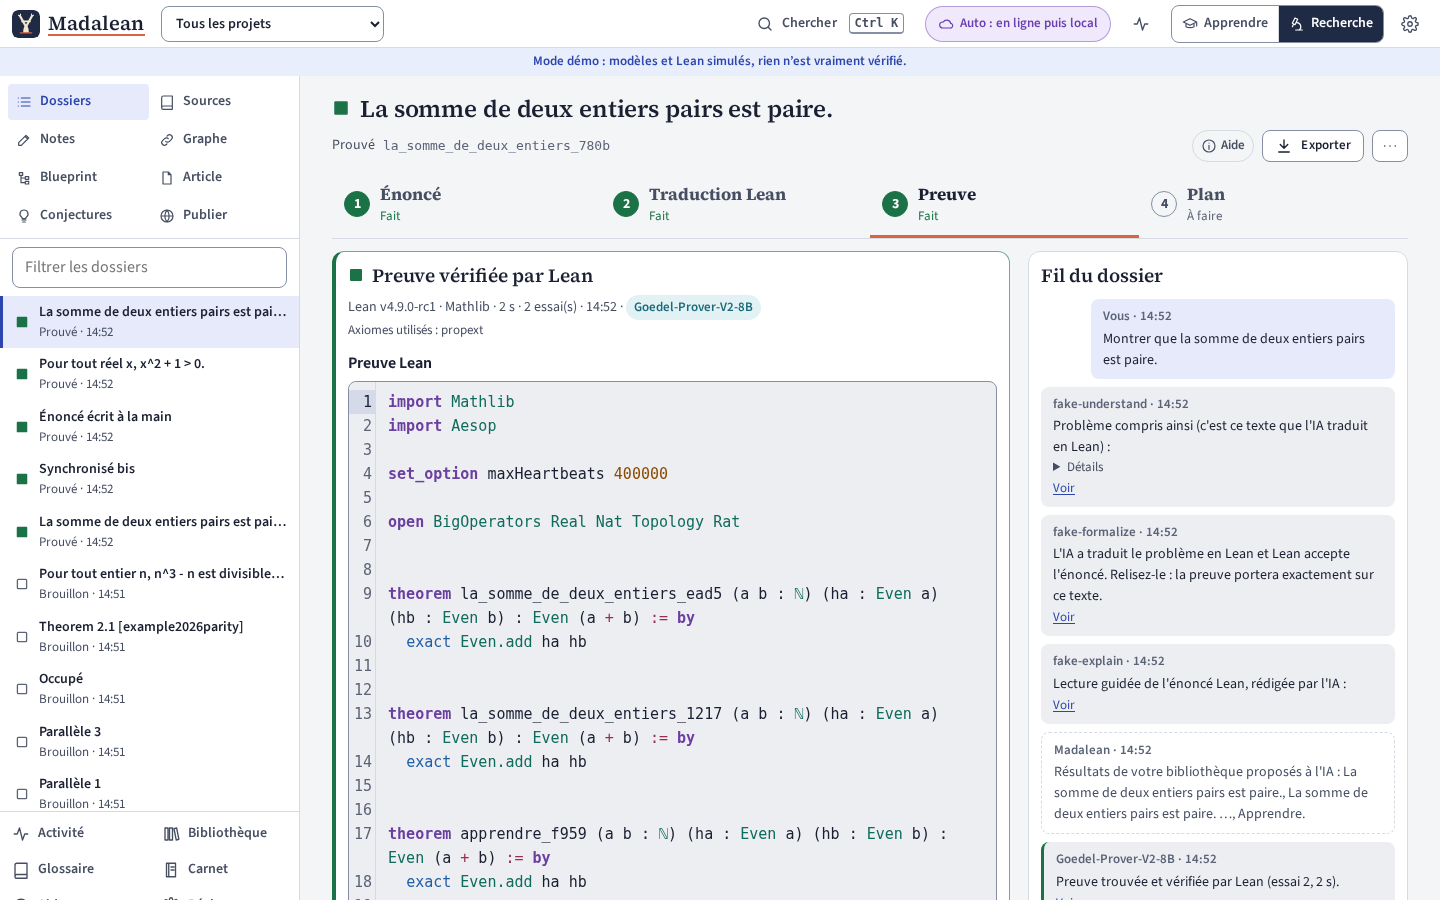 Madalean
Tous les projets
Chercher
Ctrl K
Auto : en ligne puis local
Apprendre
Recherche
Mode démo : modèles et Lean simulés, rien n'est vraiment vérifié.
Dossiers
Sources
Notes
Graphe
Blueprint
Article
Conjectures
Publier
Filtrer les dossiers
La somme de deux entiers pairs est pai…
Prouvé · 14:52
Pour tout réel x, x^2 + 1 > 0.
Prouvé · 14:52
Énoncé écrit à la main
Prouvé · 14:52
Synchronisé bis
Prouvé · 14:52
La somme de deux entiers pairs est pai…
Prouvé · 14:52
Pour tout entier n, n^3 - n est divisible…
Brouillon · 14:51
Theorem 2.1 [example2026parity]
Brouillon · 14:51
Occupé
Brouillon · 14:51
Parallèle 3
Brouillon · 14:51
Parallèle 1
Brouillon · 14:51
Activité
Bibliothèque
Glossaire
Carnet
La somme de deux entiers pairs est paire.
Prouvé la_somme_de_deux_entiers_780b
Aide
Exporter
···
1 Énoncé
Fait
2 Traduction Lean
Fait
3 Preuve
Fait
4 Plan
À faire
Preuve vérifiée par Lean
Lean v4.9.0-rc1 · Mathlib · 2 s · 2 essai(s) · 14:52 · Goedel-Prover-V2-8B
Axiomes utilisés : propext
Preuve Lean
1 import Mathlib
2 import Aesop
3
4 set_option maxHeartbeats 400000
5
6 open BigOperators Real Nat Topology Rat
7
8
9 theorem la_somme_de_deux_entiers_ead5 (a b : ℕ) (ha : Even a)
(hb : Even b) : Even (a + b) := by
10 exact Even.add ha hb
11
12
13 theorem la_somme_de_deux_entiers_1217 (a b : ℕ) (ha : Even a)
(hb : Even b) : Even (a + b) := by
14 exact Even.add ha hb
15
16
17 theorem apprendre_f959 (a b : ℕ) (ha : Even a) (hb : Even b) :
Even (a + b) := by
18 exact Even.add ha hb
Fil du dossier
Vous · 14:52
Montrer que la somme de deux entiers pairs
est paire.
fake-understand · 14:52
Problème compris ainsi (c'est ce texte que l'IA traduit
en Lean) :
Détails
Voir
fake-formalize · 14:52
L'IA a traduit le problème en Lean et Lean accepte
l'énoncé. Relisez-le : la preuve portera exactement sur
ce texte.
Voir
fake-explain · 14:52
Lecture guidée de l'énoncé Lean, rédigée par l'IA :
Voir
Madalean · 14:52
Résultats de votre bibliothèque proposés à l'IA : La
somme de deux entiers pairs est paire., La somme de
deux entiers pairs est paire. …, Apprendre.
Goedel-Prover-V2-8B · 14:52
Preuve trouvée et vérifiée par Lean (essai 2, 2 s).